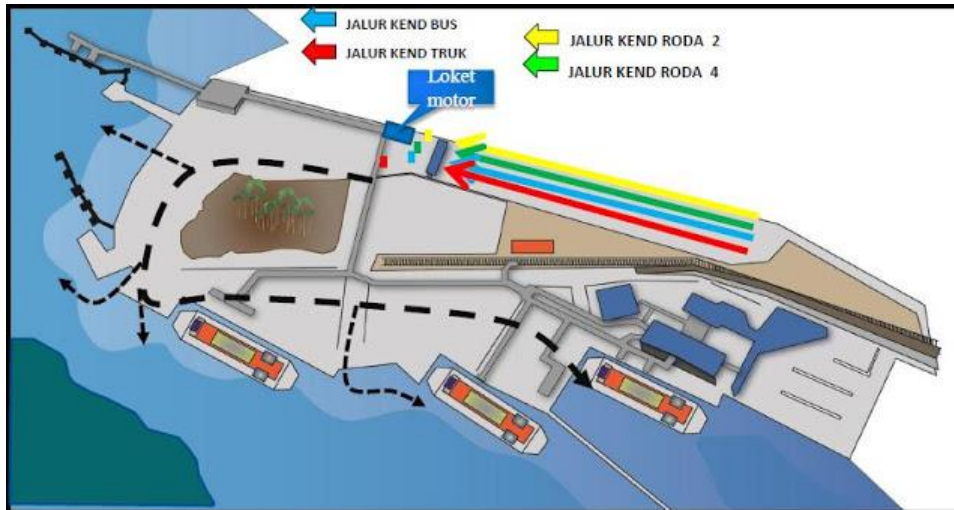 JALUR KEND BUS
JALUR KEND TRUK
JALUR KEND RODA 2
JALUR KEND RODA 4
Loket
motor